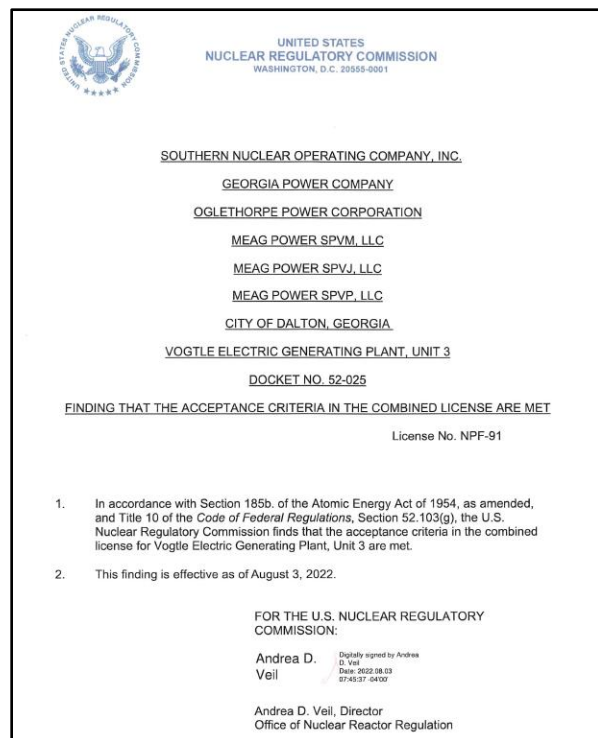 UNITED STATES NUCLEAR REGULATORY COMMISSION
UNITED STATES
NUCLEAR REGULATORY COMMISSION
WASHINGTON, D.C. 20555-0001
SOUTHERN NUCLEAR OPERATING COMPANY, INC.
GEORGIA POWER COMPANY
OGLETHORPE POWER CORPORATION
MEAG POWER SPVM, LLC
MEAG POWER SPVJ, LLC
MEAG POWER SPVP, LLC
CITY OF DALTON, GEORGIA
VOGTLE ELECTRIC GENERATING PLANT, UNIT 3
DOCKET NO. 52-025
FINDING THAT THE ACCEPTANCE CRITERIA IN THE COMBINED LICENSE ARE MET
License No. NPF-91
1. In accordance with Section 185b. of the Atomic Energy Act of 1954, as amended,
and Title 10 of the Code of Federal Regulations, Section 52.103(g), the U.S.
Nuclear Regulatory Commission finds that the acceptance criteria in the combined
license for Vogtle Electric Generating Plant, Unit 3 are met.
2. This finding is effective as of August 3, 2022.
FOR THE U.S. NUCLEAR REGULATORY
COMMISSION:
Andrea D.
Veil
Digitally signed by Andrea
D. Veil
Date: 2022.08.03
07:45:37 -04'00'
Andrea D. Veil, Director
Office of Nuclear Reactor Regulation